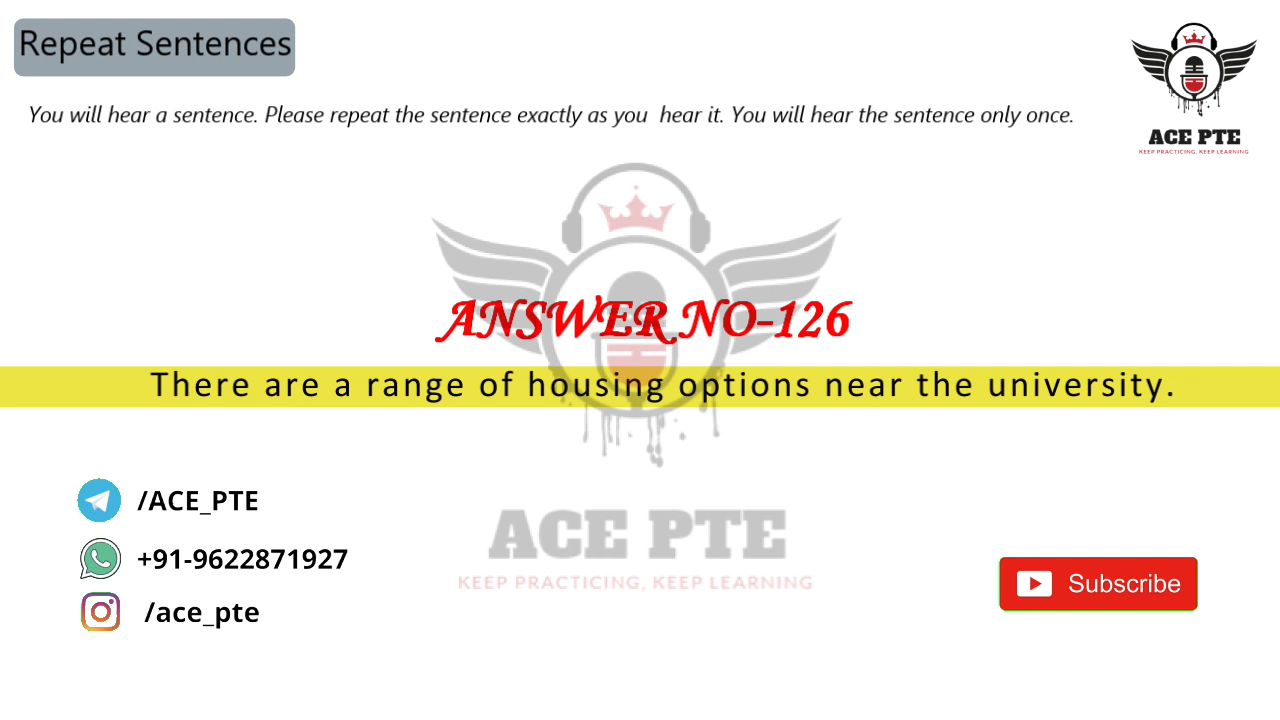 Repeat Sentences
You will hear a sentence. Please repeat the sentence exactly as you hear it. You will hear the sentence only once.
ACE PTE
KEEP PRACTICING, KEEP LEARNING
ANSWER NO-126
There are a range of housing options near the university.
/ACE_PTE
+91-9622871927
/ace_pte
ACE PTE
KEEP PRACTICING, KEEP LEARNING
Subscribe